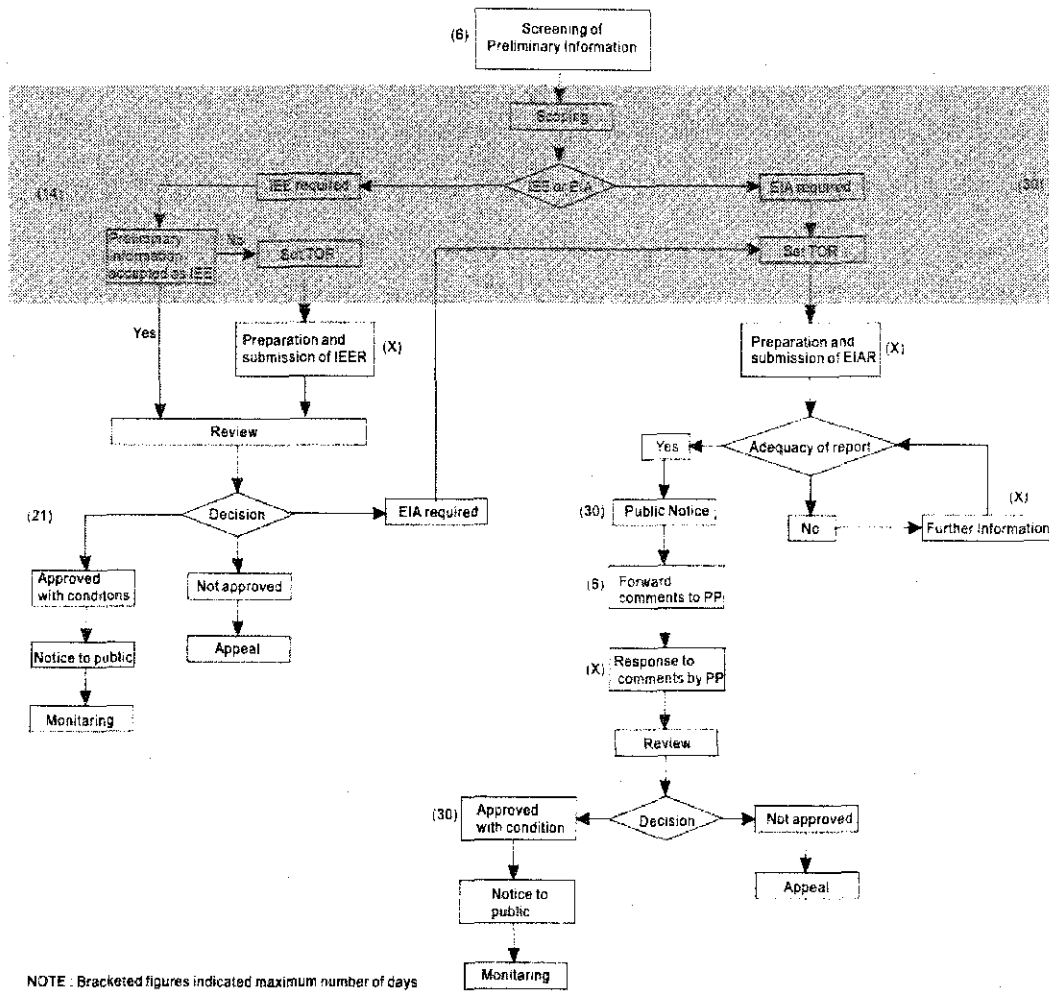 (6)
Screening of
Preliminary Information
Scoping
IEE required
IEE or EIA
EIA required
(14)
(30)
Preliminary
information
accepted as IEE
No
Set TOR
Set TOR
Yes
Preparation and
submission of IEER
(X)
Preparation and
submission of EIAR
(X)
Review
Yes
Adequacy of report
(21)
Decision
EIA required
(30)
Public Notice
No
(X)
Further Information
Approved
with conditons
Not approved
(6)
Forward
comments to PP
Notice to public
Appeal
(X)
Response to
comments by PP
Monitaring
Review
(30)
Approved
with condition
Decision
Not approved
Notice to
public
Appeal
Monitaring
NOTE : Bracketed figures indicated maximum number of days